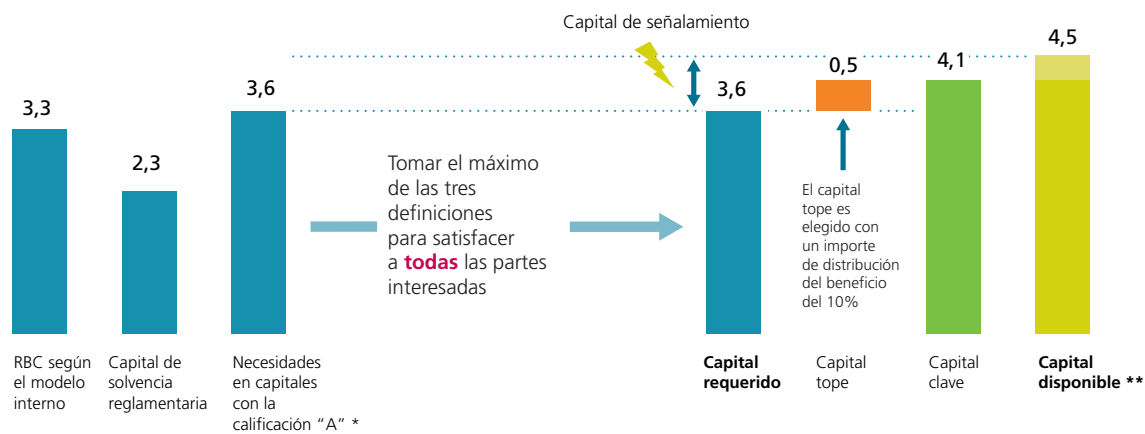 Capital de señalamiento
3,3
2,3
3,6
3,6
0,5
4,1
4,5
Tomar el máximo
de las tres
definiciones
para satisfacer
a todas las partes
interesadas
El capital
tope es
elegido con
un importe
de distribución
del beneficio
del 10%
RBC según
el modelo
interno
Capital de
solvencia
reglamentaria
Necesidades
en capitales
con la
calificación “A” *
Capital
requerido
Capital
tope
Capital
clave
Capital
disponible **